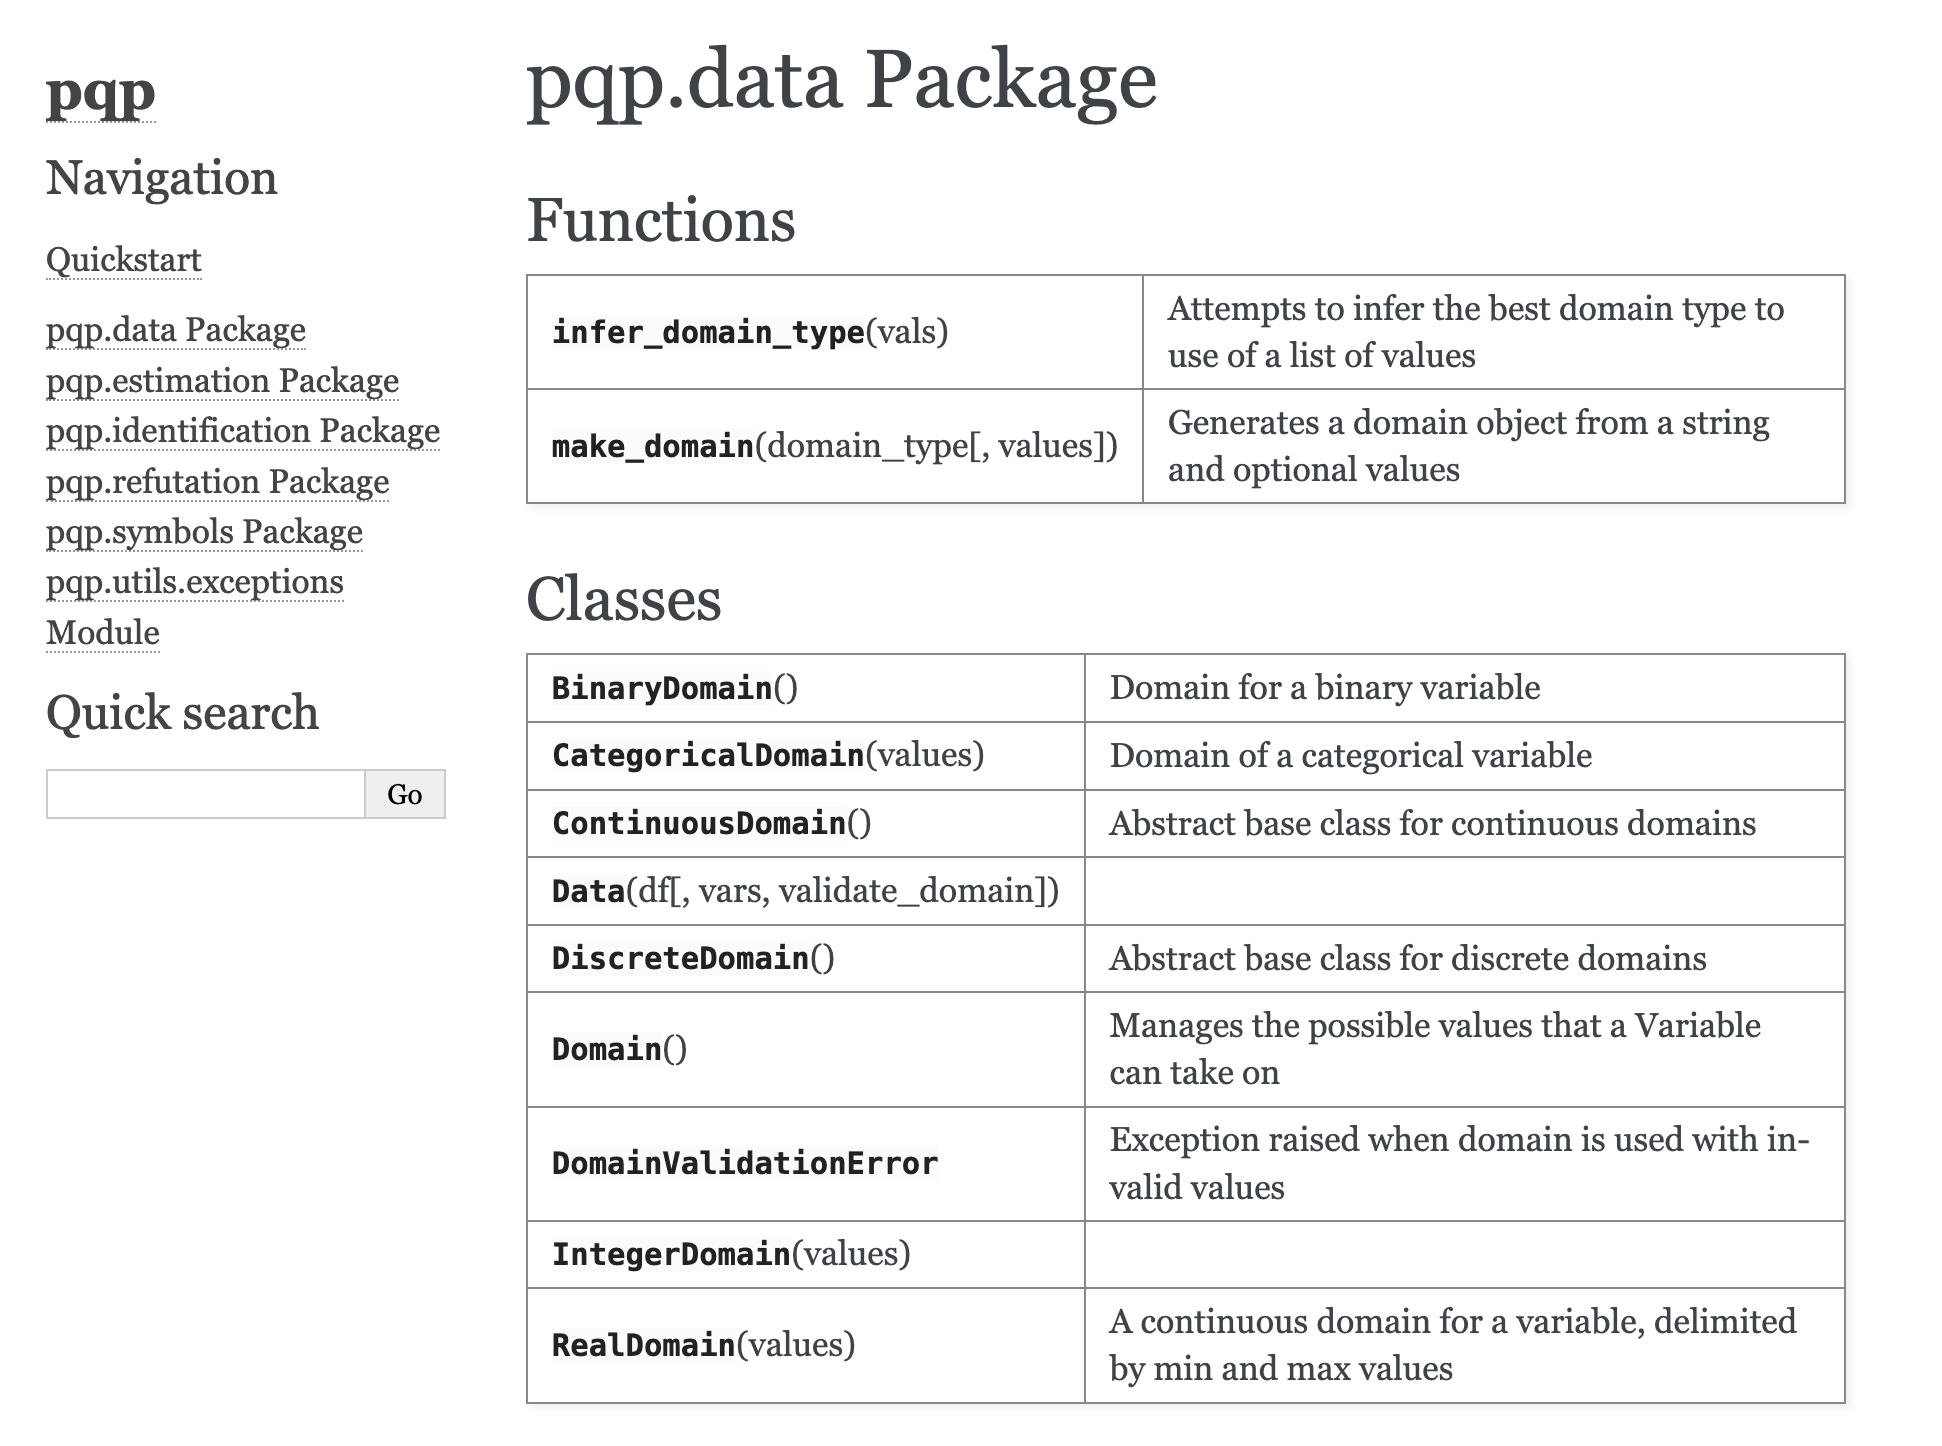 pqp
Navigation
Quickstart
pqp.data Package
pqp.estimation Package
pqp.identification Package
pqp.refutation Package
pqp.symbols Package
pqp.utils.exceptions
Module
Quick search
Go
pqp.data Package
Functions
infer_domain_type(vals)
Attempts to infer the best domain type to
use of a list of values
make_domain(domain_type[, values])
Generates a domain object from a string
and optional values
Classes
BinaryDomain()
Domain for a binary variable
CategoricalDomain(values)
Domain of a categorical variable
ContinuousDomain()
Abstract base class for continuous domains
Data(df[, vars, validate_domain])
DiscreteDomain()
Abstract base class for discrete domains
Domain()
Manages the possible values that a Variable
can take on
DomainValidationError
Exception raised when domain is used with in-
valid values
IntegerDomain(values)
RealDomain(values)
A continuous domain for a variable, delimited
by min and max values